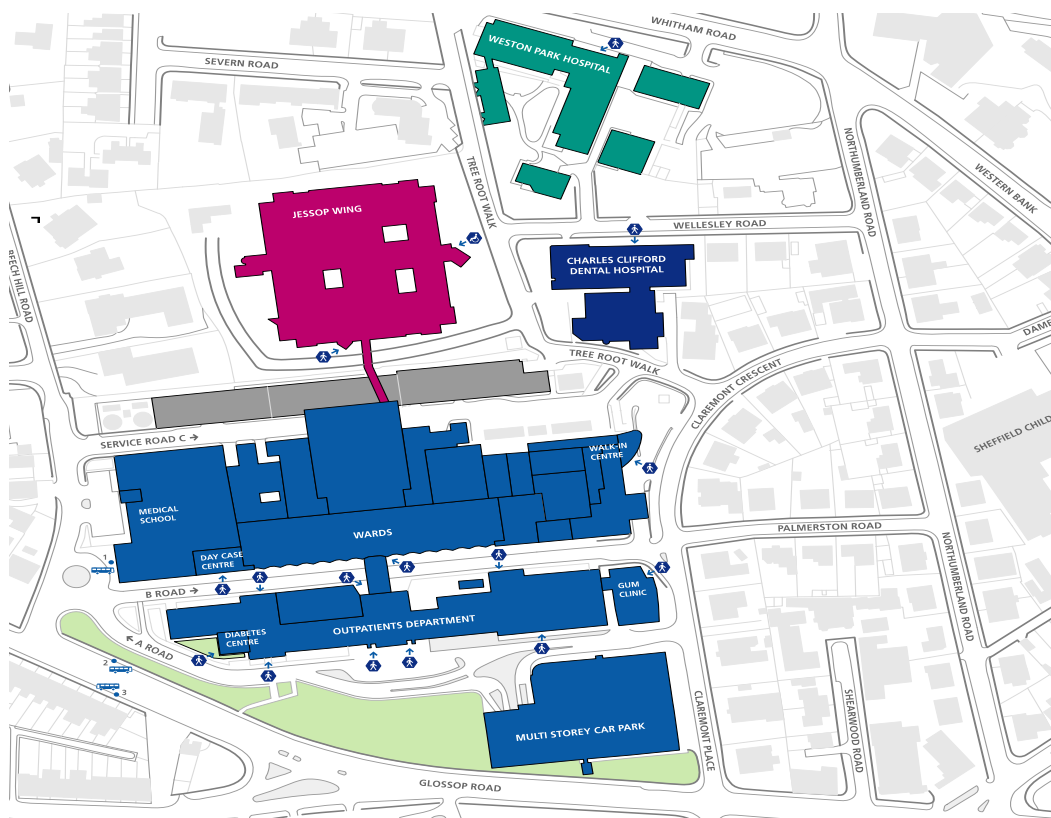 WHITHAM ROAD
WESTON PARK HOSPITAL
SEVERN ROAD
TREE ROOT WALK
NORTHUMBERLAND ROAD
WESTERN BANK
JESSOP WING
WELLESLEY ROAD
CHARLES CLIFFORD
DENTAL HOSPITAL
BEECH HILL ROAD
DAME
TREE ROOT WALK
CLAREMONT CRESCENT
SHEFFIELD CHILD
SERVICE ROAD C →
WALK-IN
CENTRE
MEDICAL
SCHOOL
WARDS
PALMERSTON ROAD
DAY CASE
CENTRE
1
B ROAD →
GUM
CLINIC
NORTHUMBERLAND ROAD
OUTPATIENTS DEPARTMENT
DIABETES
CENTRE
← A ROAD
2
3
CLAREMONT PLACE
SHEARWOOD ROAD
MULTI STOREY CAR PARK
GLOSSOP ROAD